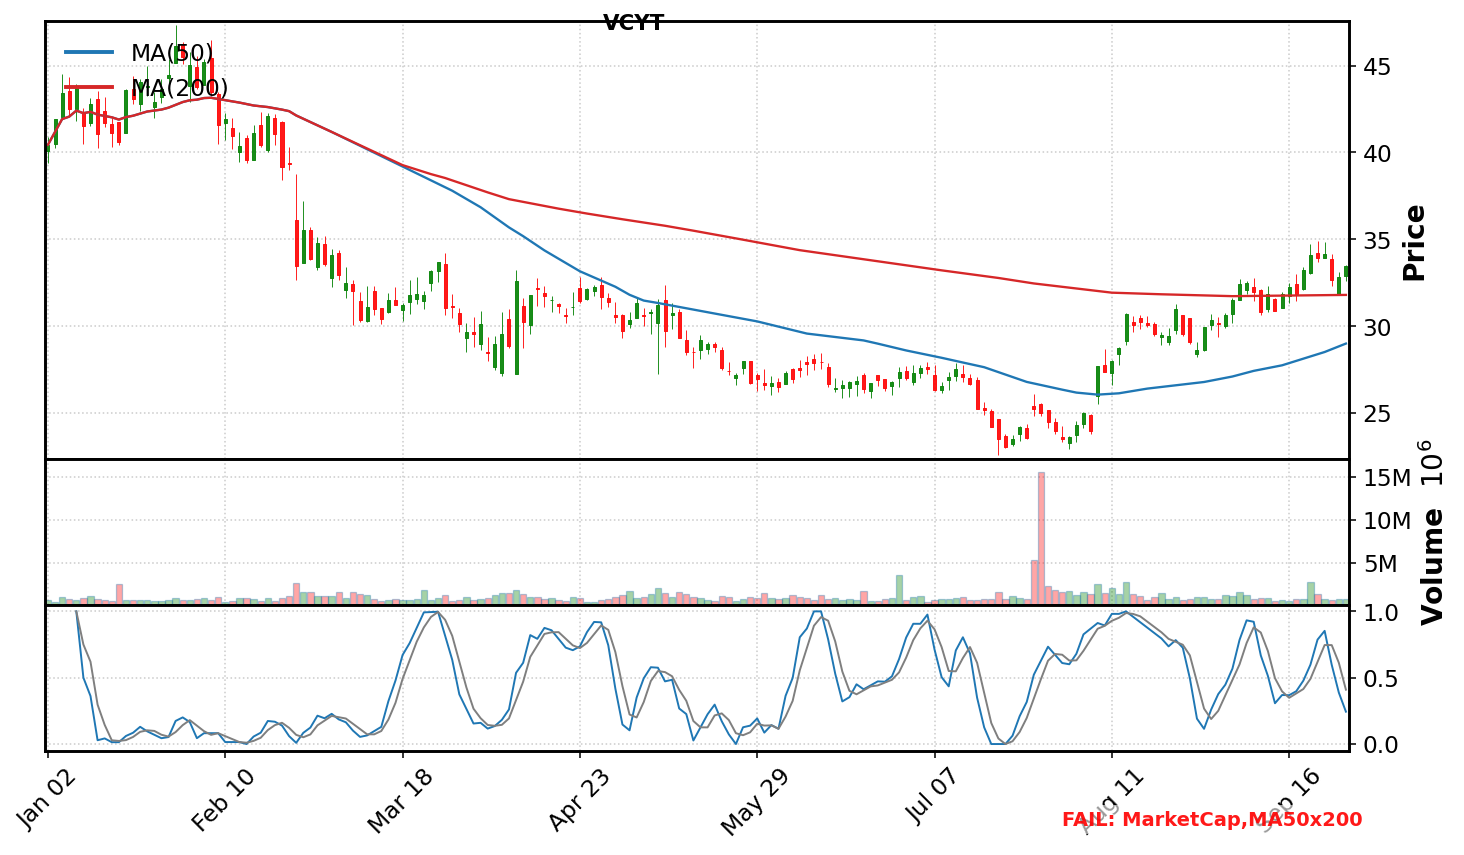 VCYT
MA(50)
MA(200)
45
40
35
30
25
Price
15M
10M
5M
Volume 10^6
1.0
0.5
0.0
Jan 02
Feb 10
Mar 18
Apr 23
May 29
Jul 07
Aug 11
Sep 16
FAIL: MarketCap,MA50x200